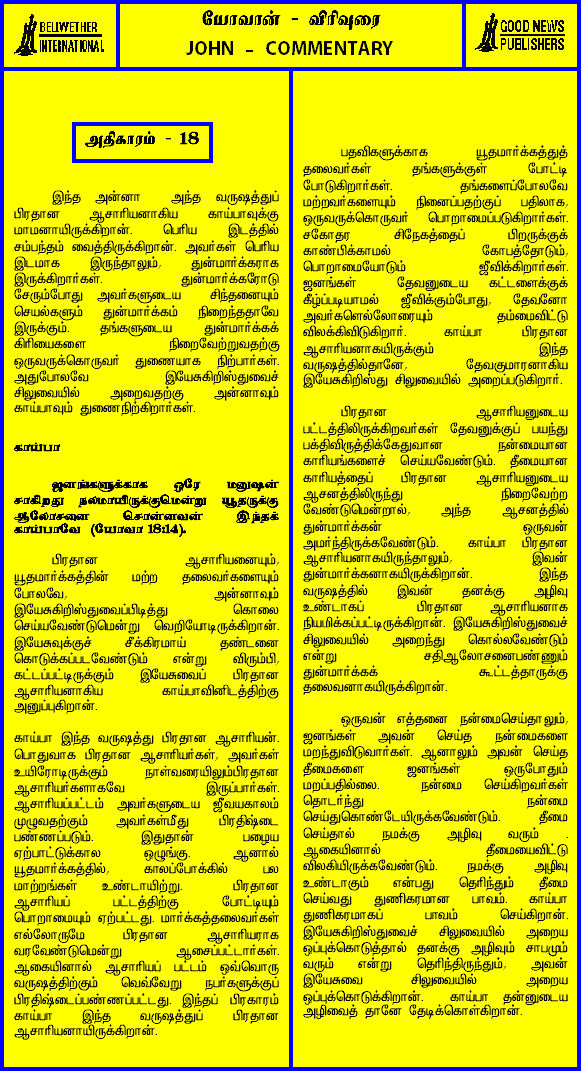 BELIWETHER
INTERNATIONAL
யோவான் - விரிவுரை
JOHN - COMMENTARY
GOOD NEWS
PUBLISHERS
அதிகாரம் - 18
இந்த அன்னா அந்த வருஷத்துப்
பிரதான ஆசாரியனாகிய காய்பாவுக்கு
மாமனாயிருக்கிறான். பெரிய இடத்தில்
சம்பந்தம் வைத்திருக்கிறான். அவர்கள் பெரிய
இடமாக இருந்தாலும், துன்மார்க்கராக
இருக்கிறார்கள். துன்மார்க்கரோடு
சேரும்போது அவர்களுடைய சிந்தனையும்
செயல்களும் துன்மார்க்கம் நிறைந்ததாவே
இருக்கும். தங்களுடைய துன்மார்க்கக்
கிரியைகளை நிறைவேற்றுவதற்கு
ஒருவருக்கொருவர் துணையாக நிற்பார்கள்.
அதுபோலவே இயேசுகிறிஸ்துவைச்
சிலுவையில் அறைவதற்கு அன்னாவும்
காய்பாவும் துணைநிற்கிறார்கள்.
காய்பா
ஜனங்களுக்காக ஒரே மனுஷன்
சாகிறது நலமாயிருக்குமென்று யூதருக்கு
ஆலோசனை சொன்னவன் இந்தக்
காய்பாவே (யோவா 18:14).
பிரதான ஆசாரியனையும்,
யூதமார்க்கத்தின் மற்ற தலைவர்களையும்
போலவே, அன்னாவும்
இயேசுகிறிஸ்துவைப்பிடித்து கொலை
செய்யவேண்டுமென்று வெறியோடிருக்கிறான்.
இயேசுவுக்குச் சீக்கிரமாய் தண்டனை
கொடுக்கப்படவேண்டும் என்று விரும்பி,
கட்டப்பட்டிருக்கும் இயேசுவைப் பிரதான
ஆசாரியனாகிய காய்பாவினிடத்திற்கு
அனுப்புகிறான்.
காய்பா இந்த வருஷத்து பிரதான ஆசாரியன்.
பொதுவாக பிரதான ஆசாரியர்கள், அவர்கள்
உயிரோடிருக்கும் நாள்வரையிலும்பிரதான
ஆசாரியர்களாகவே இருப்பார்கள்.
ஆசாரியப்பட்டம் அவர்களுடைய ஜீவயகாலம்
முழுவதற்கும் அவர்கள்மீது பிரதிஷ்டை
பண்ணப்படும். இதுதான் பழைய
ஏற்பாட்டுக்கால ஒழுங்கு. ஆனால்
யூதமார்க்கத்தில், காலப்போக்கில் பல
மாற்றங்கள் உண்டாயிற்று. பிரதான
ஆசாரியப் பட்டத்திற்கு போட்டியும்
பொறாமையும் ஏற்பட்டது. மார்க்கத்தலைவர்கள்
எல்லோருமே பிரதான ஆசாரியராக
வரவேண்டுமென்று ஆசைப்பட்டார்கள்.
ஆகையினால் ஆசாரியப் பட்டம் ஒவ்வொரு
வருஷத்திற்கும் வெவ்வேறு நபர்களுக்குப்
பிரதிஷ்டைப்பண்ணப்பட்டது. இந்தப் பிரகாரம்
காய்பா இந்த வருஷத்துப் பிரதான
ஆசாரியனாயிருக்கிறான்.
பதவிகளுக்காக யூதமார்க்கத்துத்
தலைவர்கள் தங்களுக்குள் போட்டி
போடுகிறார்கள். தங்களைப்போலவே
மற்றவர்களையும் நினைப்பதற்குப் பதிலாக,
ஒருவருக்கொருவர் பொறாமைப்படுகிறார்கள்.
சகோதர சிநேகத்தைப் பிறருக்குக்
காண்பிக்காமல் கோபத்தோடும்,
பொறாமையோடும் ஜீவிக்கிறார்கள்.
ஜனங்கள் தேவனுடைய கட்டளைக்குக்
கீழ்ப்படியாமல் ஜீவிக்கும்போது, தேவனோ
அவர்களெல்லோரையும் தம்மைவிட்டு
விலக்கிவிடுகிறார். காய்பா பிரதான
ஆசாரியனாகயிருக்கும் இந்த
வருஷத்தில்தானே, தேவகுமாரனாகிய
இயேசுகிறிஸ்து சிலுவையில் அறைப்படுகிறார்.
பிரதான ஆசாரியனுடைய
பட்டத்திலிருக்கிறவர்கள் தேவனுக்குப் பயந்து
பக்திவிருத்திக்கேதுவான நன்மையான
காரியங்களைச் செய்யவேண்டும். தீமையான
காரியத்தைப் பிரதான ஆசாரியனுடைய
ஆசனத்திலிருந்து நிறைவேற்ற
வேண்டுமென்றால், அந்த ஆசனத்தில்
துன்மார்க்கன் ஒருவன்
அமர்ந்திருக்கவேண்டும். காய்பா பிரதான
ஆசாரியனாகயிருந்தாலும், இவன்
துன்மார்க்கனாகயிருக்கிறான். இந்த
வருஷத்தில் இவன் தனக்கு அழிவு
உண்டாகப் பிரதான ஆசாரியனாக
நியமிக்கப்பட்டிருக்கிறான். இயேசுகிறிஸ்துவைச்
சிலுவையில் அறைந்து கொல்லவேண்டும்
என்று சதிஆலோசனைபண்ணும்
துன்மார்க்கக் கூட்டத்தாருக்கு
தலைவனாகயிருக்கிறான்.
ஒருவன் எத்தனை நன்மைசெய்தாலும்,
ஜனங்கள் அவன் செய்த நன்மைகளை
மறந்துவிடுவார்கள். ஆனாலும் அவன் செய்த
தீமைகளை ஜனங்கள் ஒருபோதும்
மறப்பதில்லை. நன்மை செய்கிறவர்கள்
தொடர்ந்து நன்மை
செய்துகொண்டேயிருக்கவேண்டும். தீமை
செய்தால் நமக்கு அழிவு வரும் .
ஆகையினால் தீமையைவிட்டு
விலகியிருக்கவேண்டும். நமக்கு அழிவு
உண்டாகும் என்பது தெரிந்தும் தீமை
செய்வது துணிகரமான பாவம். காய்பா
துணிகரமாகப் பாவம் செய்கிறான்.
இயேசுகிறிஸ்துவைச் சிலுவையில் அறைய
ஒப்புக்கொடுத்தால் தனக்கு அழிவும் சாபமும்
வரும் என்று தெரிந்திருந்தும், அவன்
இயேசுவை சிலுவையில் அறைய
ஒப்புக்கொடுக்கிறான். காய்பா தன்னுடைய
அழிவைத் தானே தேடிக்கொள்கிறான்.